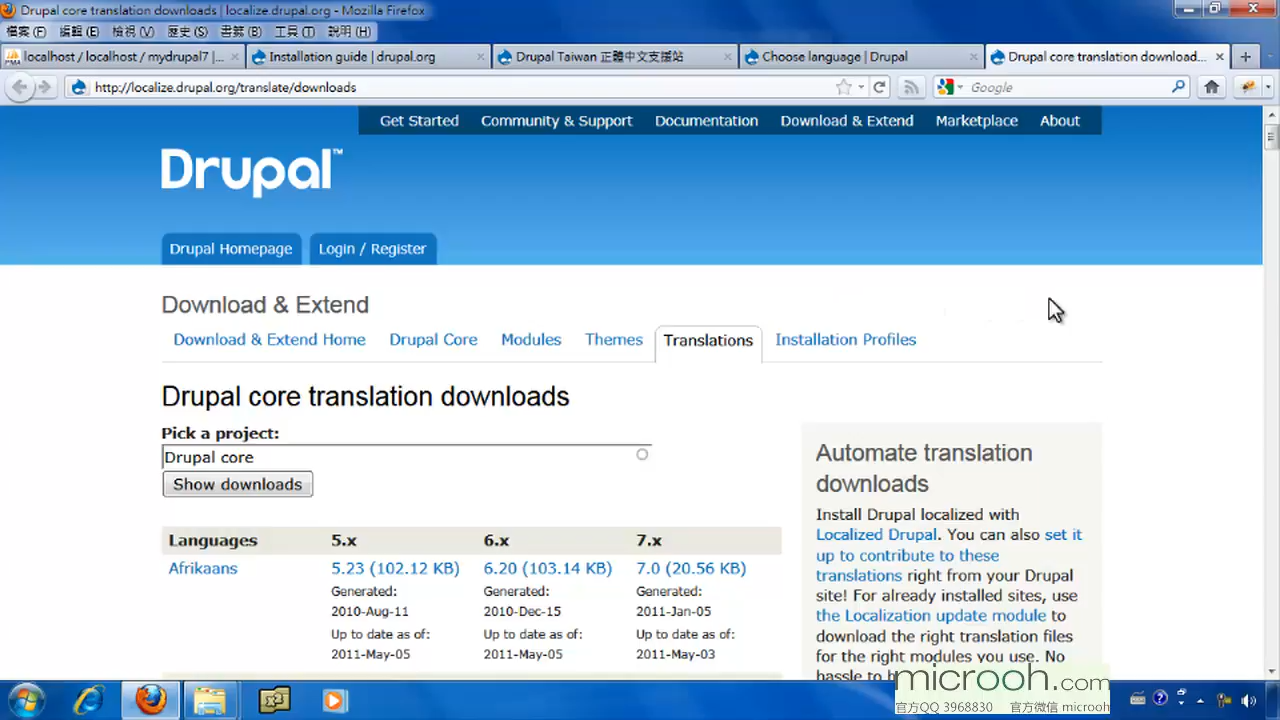 Drupal core translation downloads | localize.drupal.org - Mozilla Firefox
檔案 (F) 編輯 (E) 檢視 (V) 歷史 (S) 書籤 (B) 工具 (T) 說明 (H)
localhost / localhost / mydrupal7 |...
Installation guide | drupal.org
Drupal Taiwan 正體中文支援站
Choose language | Drupal
Drupal core translation download...
http://localize.drupal.org/translate/downloads
Google
Get Started Community & Support Documentation Download & Extend Marketplace About
Drupal™
Drupal Homepage Login / Register
Download & Extend
Download & Extend Home Drupal Core Modules Themes Translations Installation Profiles
Drupal core translation downloads
Pick a project:
Drupal core
Show downloads
Languages 5.x 6.x 7.x
Afrikaans 5.23 (102.12 KB) 6.20 (103.14 KB) 7.0 (20.56 KB)
Generated: Generated: Generated:
2010-Aug-11 2010-Dec-15 2011-Jan-05
Up to date as of: Up to date as of: Up to date as of:
2011-May-05 2011-May-05 2011-May-03
Automate translation
downloads
Install Drupal localized with
Localized Drupal. You can also set it
up to contribute to these
translations right from your Drupal
site! For already installed sites, use
the Localization update module to
download the right translation files
for the right modules you use. No
hassle to
microoh.com
官方QQ 3968830 官方微信 microoh